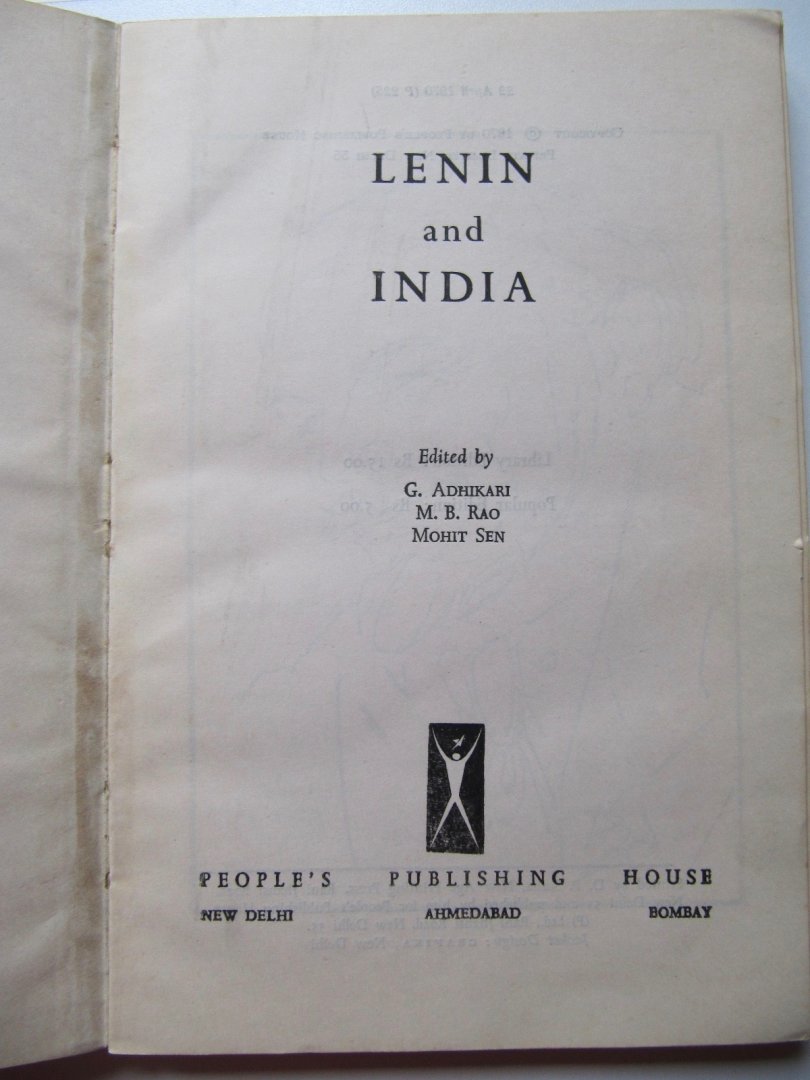 LENIN
and
INDIA
Edited by
G. ADHIKARI
M. B. RAO
MOHIT SEN
PEOPLE'S PUBLISHING HOUSE
NEW DELHI AHMEDABAD BOMBAY